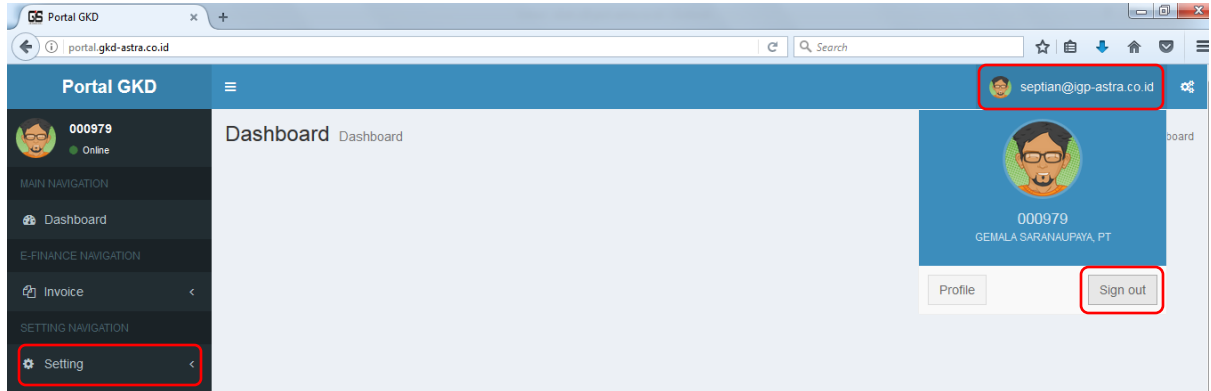 GS Portal GKD
portal.gkd-astra.co.id
Search
Portal GKD
septian@igp-astra.co.id
000979
Online
Dashboard Dashboard
board
MAIN NAVIGATION
Dashboard
000979
GEMALA SARANAUPAYA, PT
E-FINANCE NAVIGATION
Invoice
Profile
Sign out
SETTING NAVIGATION
Setting